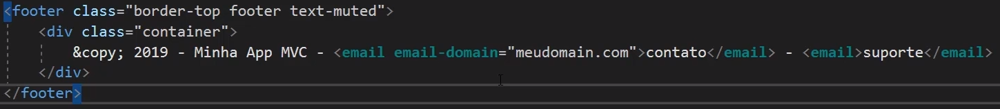 <footer class="border-top footer text-muted">
    <div class="container">
        &copy; 2019 - Minha App MVC - <email email-domain="meudomain.com">contato</email> - <email>suporte</email>
    </div>
</footer>